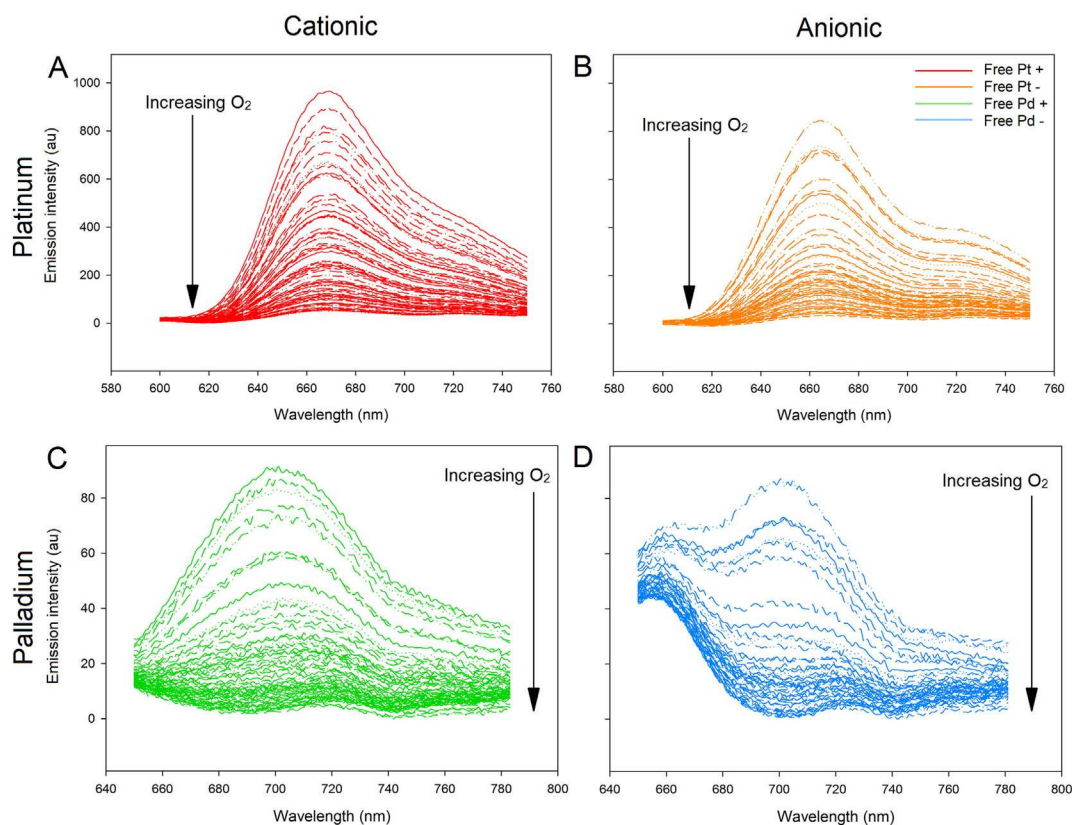 Cationic
Anionic
Platinum
A
Increasing O2
Emission intensity (au)
1000
800
600
400
200
0
580 600 620 640 660 680 700 720 740 760
Wavelength (nm)
B
Increasing O2
Free Pt +
Free Pt -
Free Pd +
Free Pd -
580 600 620 640 660 680 700 720 740 760
Wavelength (nm)
Palladium
C
Increasing O2
Emission intensity (au)
80
60
40
20
0
640 660 680 700 720 740 760 780 800
Wavelength (nm)
D
Increasing O2
640 660 680 700 720 740 760 780 800
Wavelength (nm)